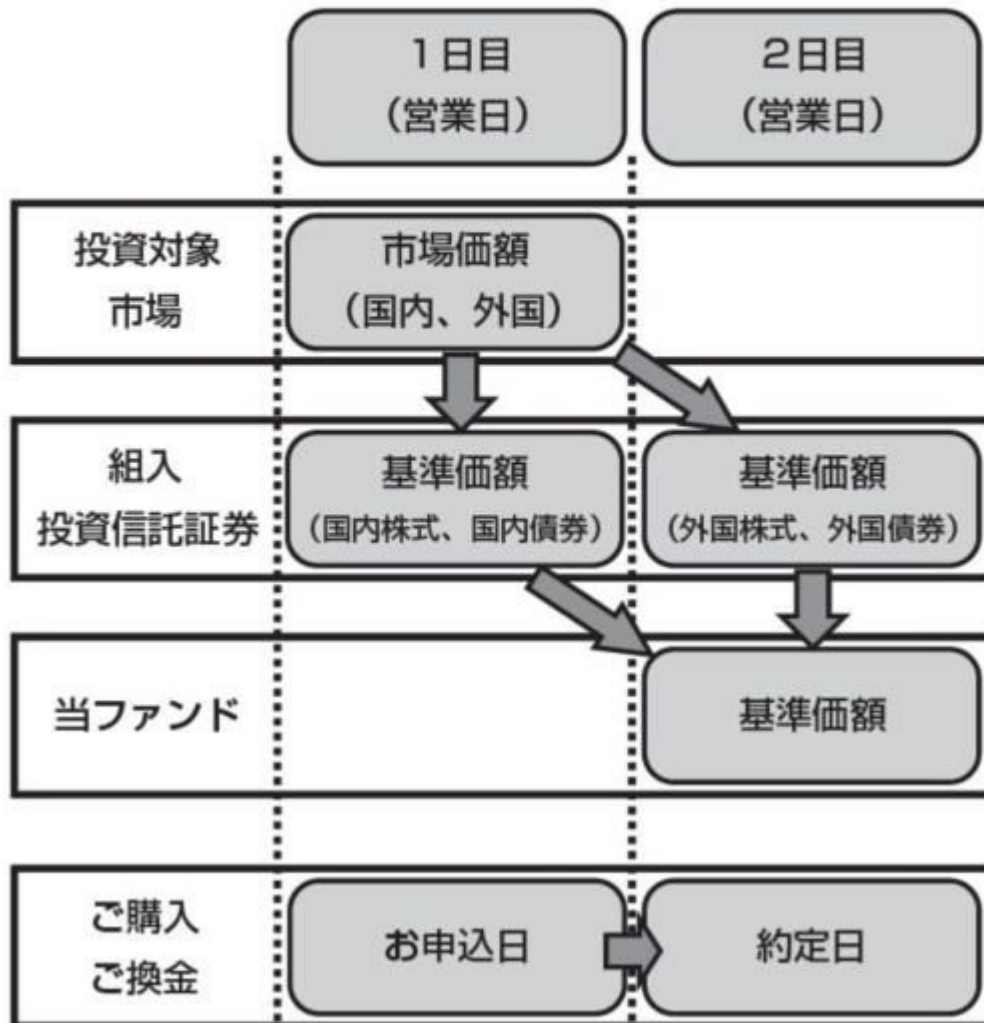 1日目
（営業日）
2日目
（営業日）
投資対象
市場
市場価額
（国内、外国）
組入
投資信託証券
基準価額
（国内株式、国内債券）
基準価額
（外国株式、外国債券）
当ファンド
基準価額
ご購入
ご換金
お申込日
約定日